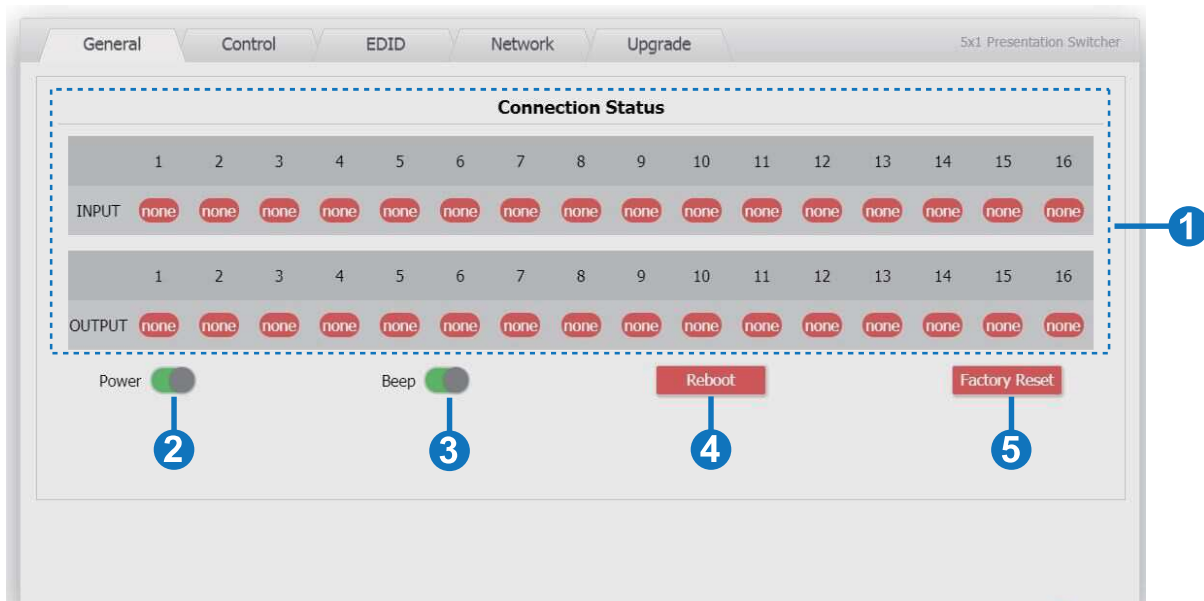 General Control EDID Network Upgrade 5x1 Presentation Switcher
Connection Status
1 2 3 4 5 6 7 8 9 10 11 12 13 14 15 16
INPUT none none none none none none none none none none none none none none none none
1
1 2 3 4 5 6 7 8 9 10 11 12 13 14 15 16
OUTPUT none none none none none none none none none none none none none none none none
Power Beep Reboot Factory Reset
2 3 4 5